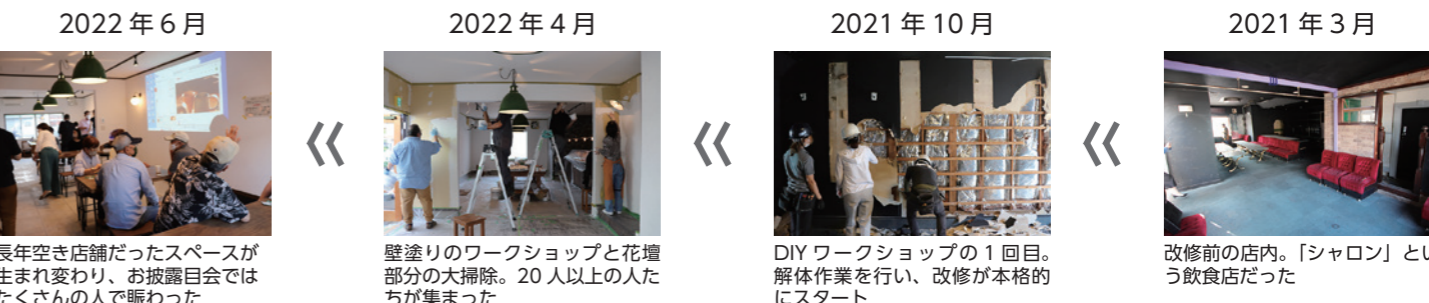 2022年6月
長年空き店舗だったスペースが
生まれ変わり、お披露目会では
たくさんの人で賑わった
2022年4月
壁塗りのワークショップと花壇
部分の大掃除。20人以上の人た
ちが集まった
2021年10月
DIYワークショップの1回目。
解体作業を行い、改修が本格的
にスタート
2021年3月
改修前の店内。「シャロン」とい
う飲食店だった